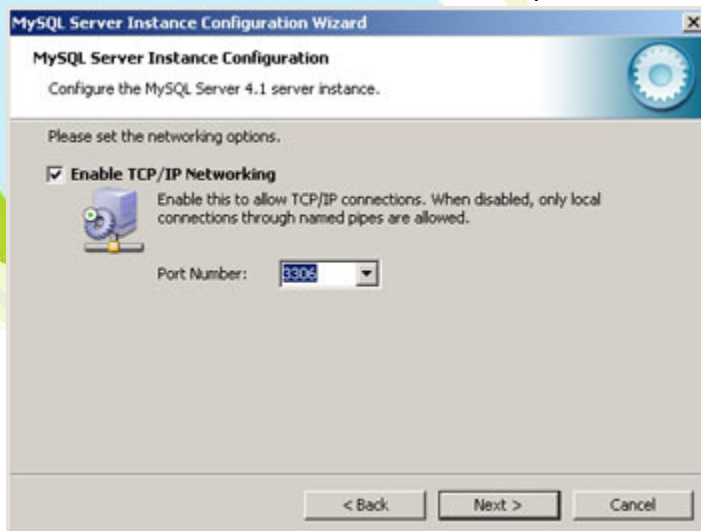 MySQL Server Instance Configuration Wizard
MySQL Server Instance Configuration
Configure the MySQL Server 4.1 server instance.
Please set the networking options.
Enable TCP/IP Networking
Enable this to allow TCP/IP connections. When disabled, only local
connections through named pipes are allowed.
Port Number: 3306
< Back Next > Cancel